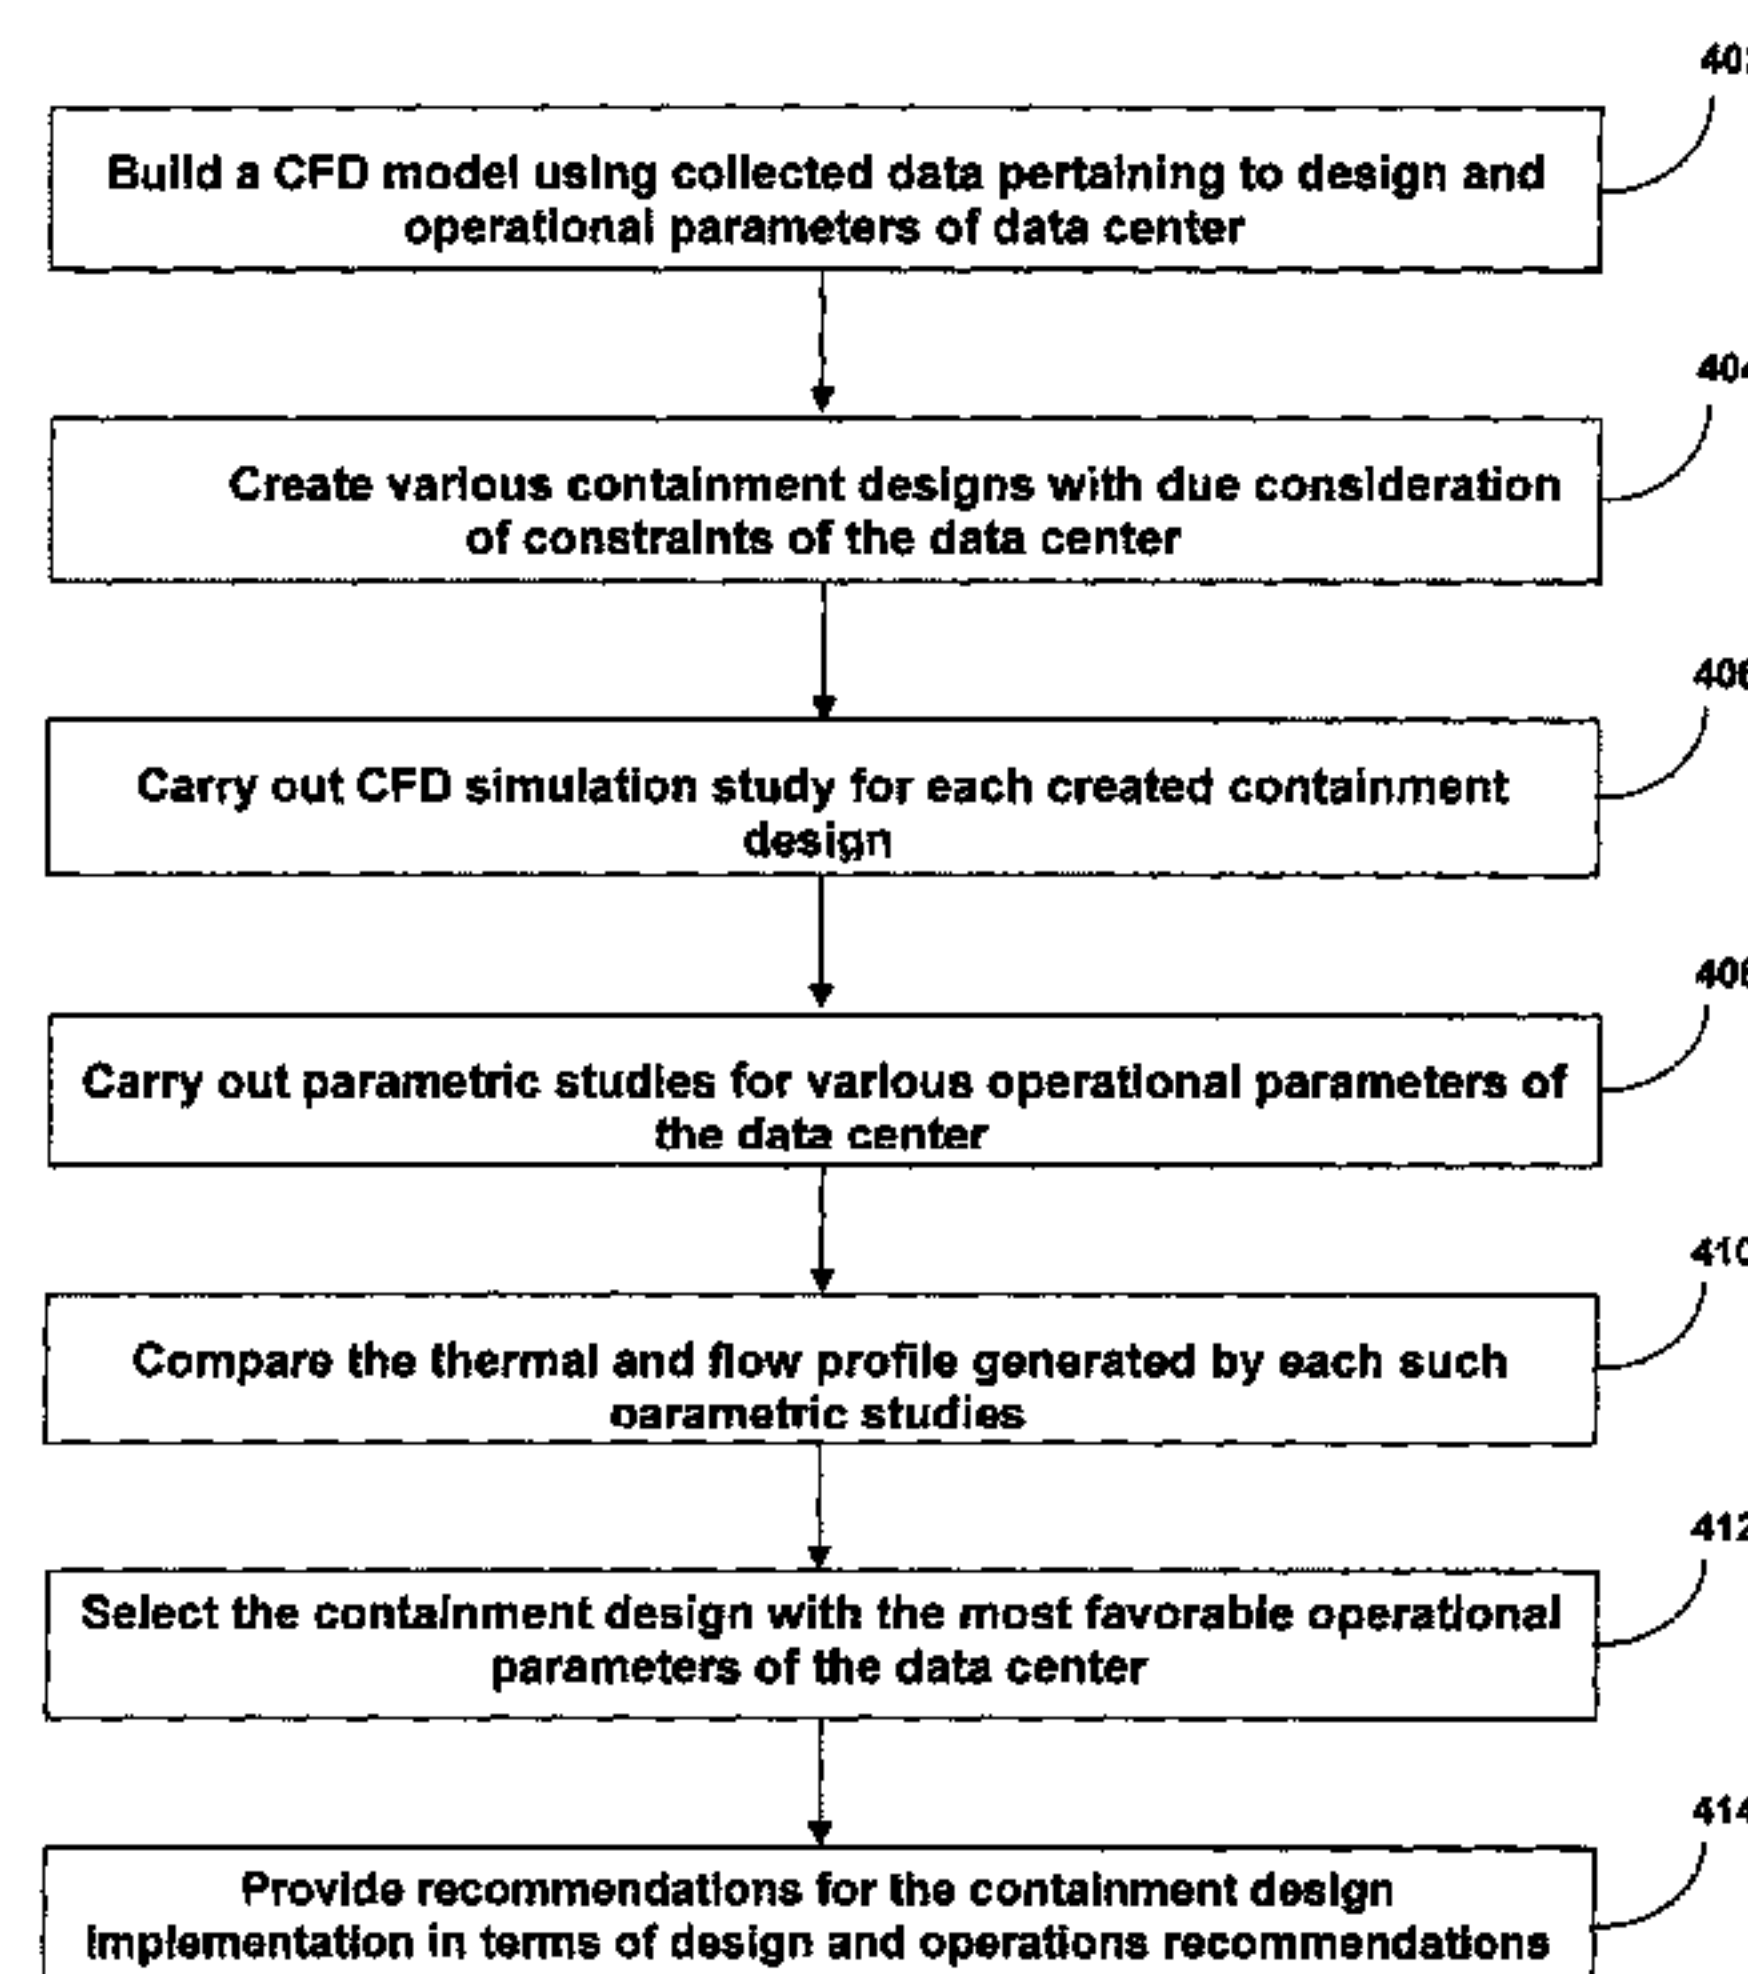 402
Build a CFD model using collected data pertaining to design and
operational parameters of data center
404
Create various containment designs with due consideration
of constraints of the data center
406
Carry out CFD simulation study for each created containment
design
408
Carry out parametric studies for various operational parameters of
the data center
410
Compare the thermal and flow profile generated by each such
parametric studies
412
Select the containment design with the most favorable operational
parameters of the data center
414
Provide recommendations for the containment design
implementation in terms of design and operations recommendations